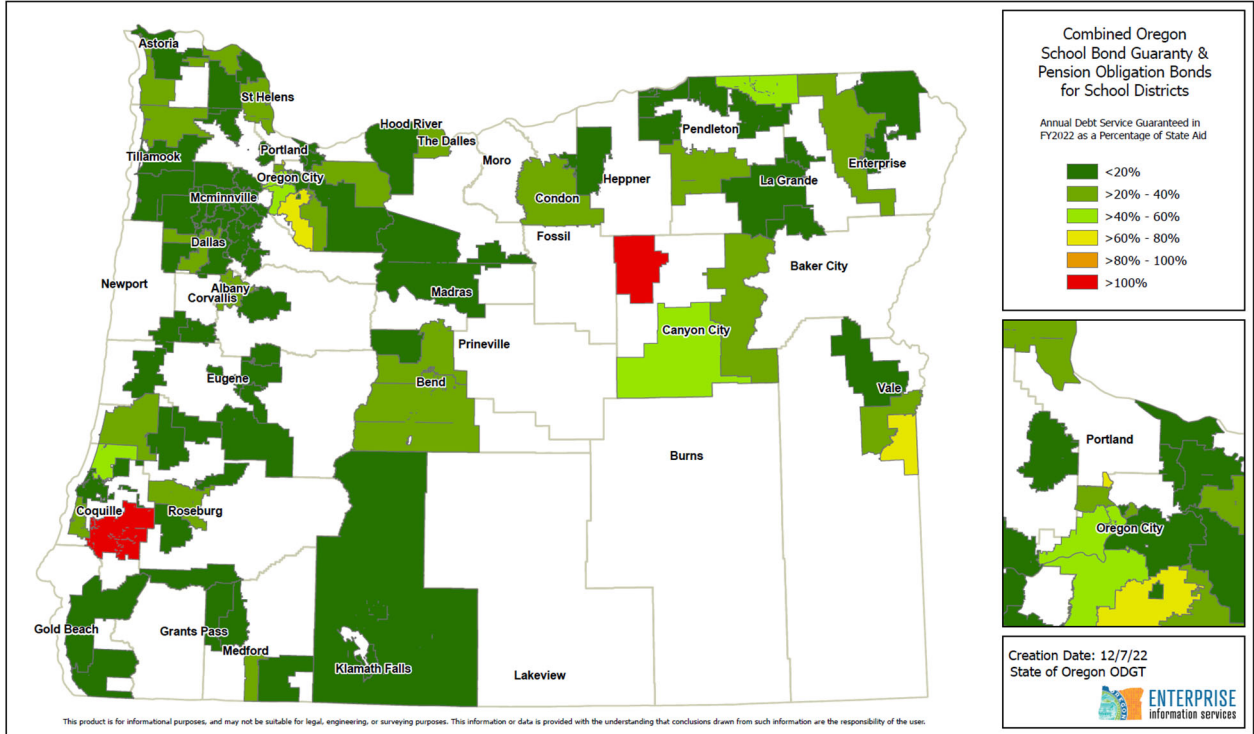 Astoria
St Helens
Hood River
The Dalles
Pendleton
Portland
Moro
Tillamook
Enterprise
Oregon City
Heppner
La Grande
Mcminnville
Condon
Fossil
Dallas
Baker City
Newport
Albany
Corvallis
Madras
Canyon City
Prineville
Eugene
Bend
Vale
Burns
Coquille
Roseburg
Gold Beach
Grants Pass
Medford
Klamath Falls
Lakeview
This product is for informational purposes, and may not be suitable for legal, engineering, or surveying purposes. This information or data is provided with the understanding that conclusions drawn from such information are the responsibility of the user.
Combined Oregon
School Bond Guaranty &
Pension Obligation Bonds
for School Districts
Annual Debt Service Guaranteed in
FY2022 as a Percentage of State Aid
<20%
>20% - 40%
>40% - 60%
>60% - 80%
>80% - 100%
>100%
Portland
Oregon City
Creation Date: 12/7/22
State of Oregon ODGT
OREGON
ENTERPRISE
information services